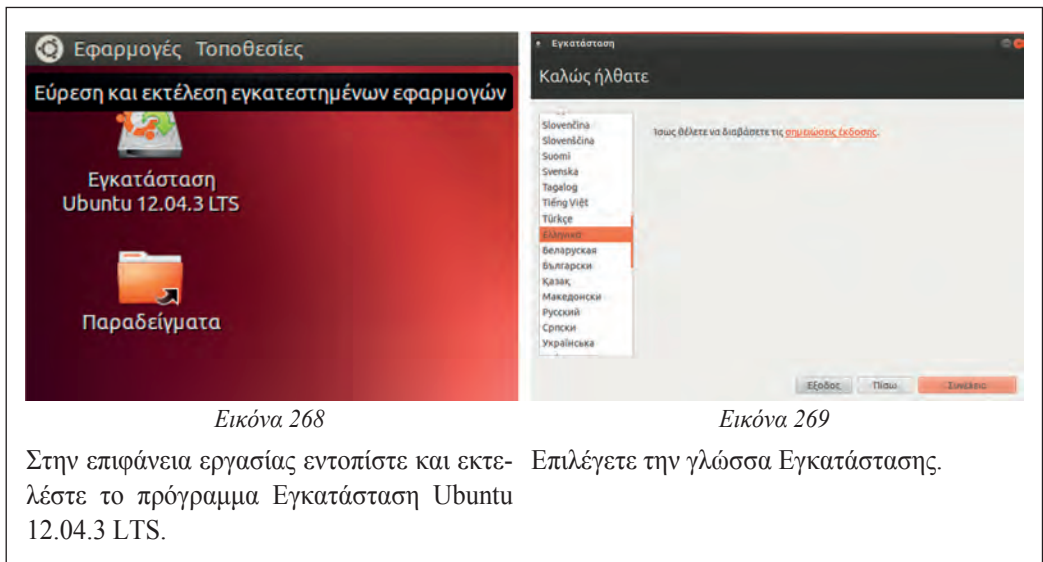 Εφαρμογές Τοποθεσίες
Εύρεση και εκτέλεση εγκατεστημένων εφαρμογών
Εγκατάσταση
Ubuntu 12.04.3 LTS
Παραδείγματα
Εικόνα 268
Στην επιφάνεια εργασίας εντοπίστε και εκτε-
λέστε το πρόγραμμα Εγκατάσταση Ubuntu
12.04.3 LTS.
Εγκατάσταση
Καλώς ήλθατε
Slovenčina
Slovenščina
Suomi
Svenska
Tagalog
Tiếng Việt
Türkçe
Ελληνικά
Беларуская
Български
Қазақ
Македонски
Русский
Српски
Українська
Ίσως θέλετε να διαβάσετε τις σημειώσεις έκδοσης.
Έξοδος Πίσω Συνέχεια
Εικόνα 269
Επιλέγετε την γλώσσα Εγκατάστασης.